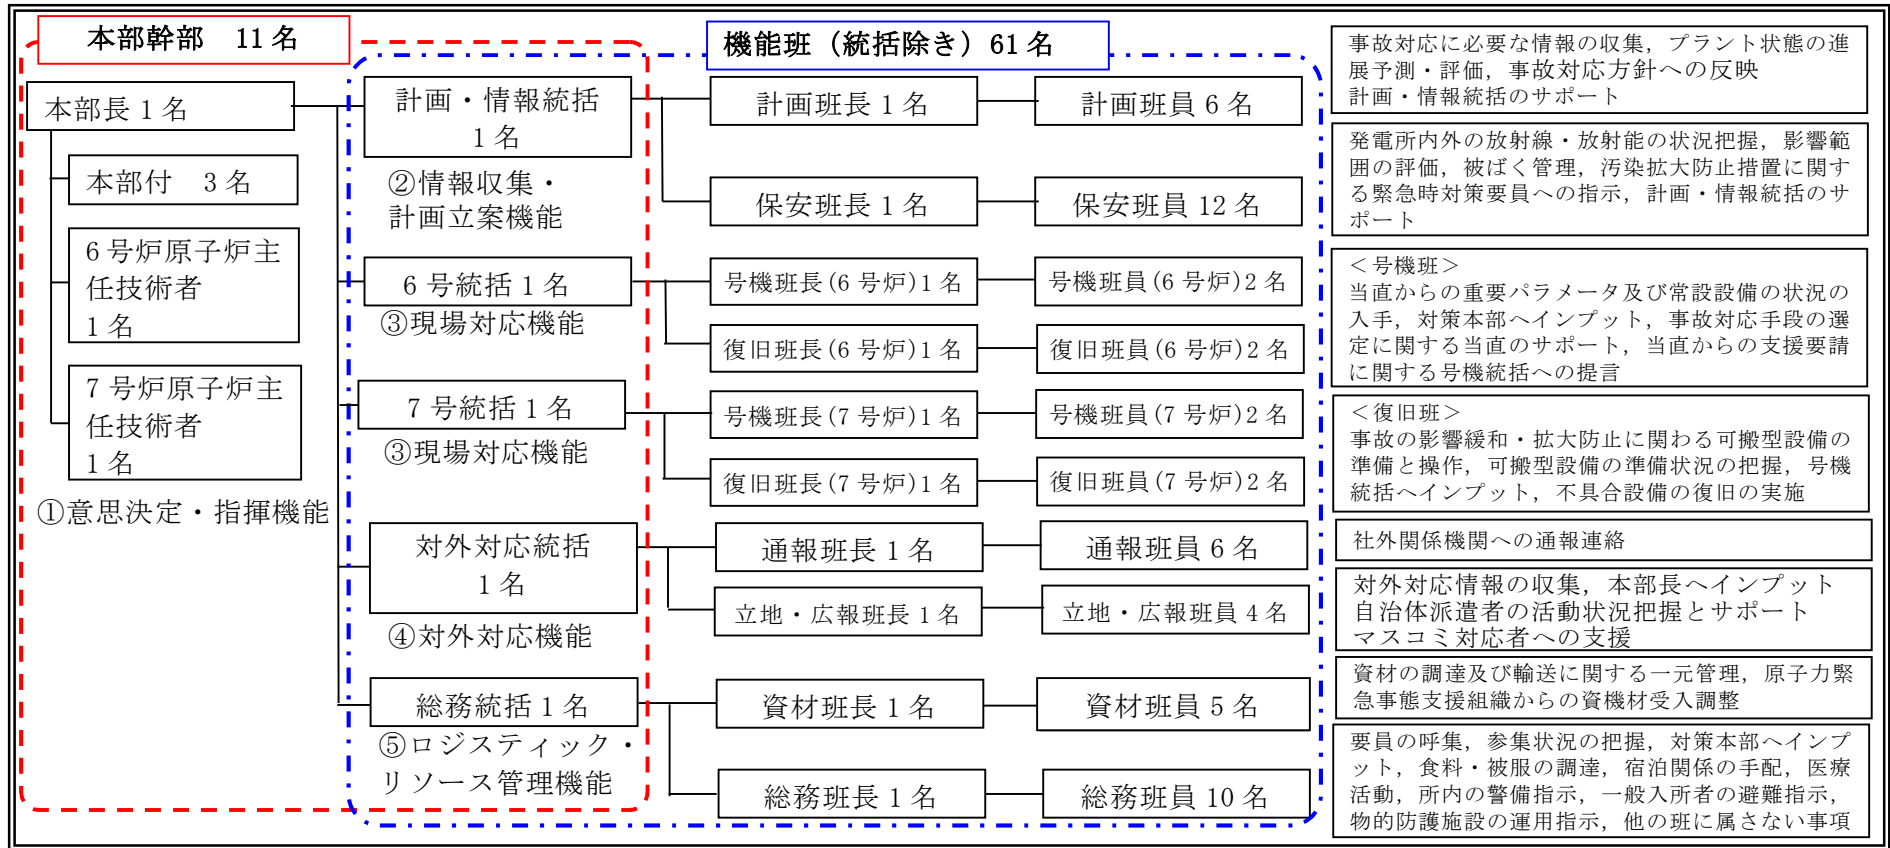 本部幹部　11名
機能班（統括除き）61名
本部長1名
本部付　3名
6号炉原子炉主
任技術者
1名
7号炉原子炉主
任技術者
1名
①意思決定・指揮機能
計画・情報統括
1名
②情報収集・
計画立案機能
計画班長1名
計画班員6名
保安班長1名
保安班員12名
6号統括1名
③現場対応機能
号機班長(6号炉)1名
号機班員(6号炉)2名
復旧班長(6号炉)1名
復旧班員(6号炉)2名
7号統括1名
③現場対応機能
号機班長(7号炉)1名
号機班員(7号炉)2名
復旧班長(7号炉)1名
復旧班員(7号炉)2名
対外対応統括
1名
④対外対応機能
通報班長1名
通報班員6名
立地・広報班長1名
立地・広報班員4名
総務統括1名
⑤ロジスティック・
リソース管理機能
資材班長1名
資材班員5名
総務班長1名
総務班員10名
事故対応に必要な情報の収集，プラント状態の進
展予測・評価，事故対応方針への反映
計画・情報統括のサポート
発電所内外の放射線・放射能の状況把握，影響範
囲の評価，被ばく管理，汚染拡大防止措置に関す
る緊急時対策要員への指示，計画・情報統括のサ
ポート
＜号機班＞
当直からの重要パラメータ及び常設設備の状況の
入手，対策本部へインプット，事故対応手段の選
定に関する当直のサポート，当直からの支援要請
に関する号機統括への提言
＜復旧班＞
事故の影響緩和・拡大防止に関わる可搬型設備の
準備と操作，可搬型設備の準備状況の把握，号機
統括へインプット，不具合設備の復旧の実施
社外関係機関への通報連絡
対外対応情報の収集，本部長へインプット
自治体派遣者の活動状況把握とサポート
マスコミ対応者への支援
資材の調達及び輸送に関する一元管理，原子力緊
急事態支援組織からの資機材受入調整
要員の呼集，参集状況の把握，対策本部へインプ
ット，食料・被服の調達，宿泊関係の手配，医療
活動，所内の警備指示，一般入所者の避難指示，
物的防護施設の運用指示，他の班に属さない事項